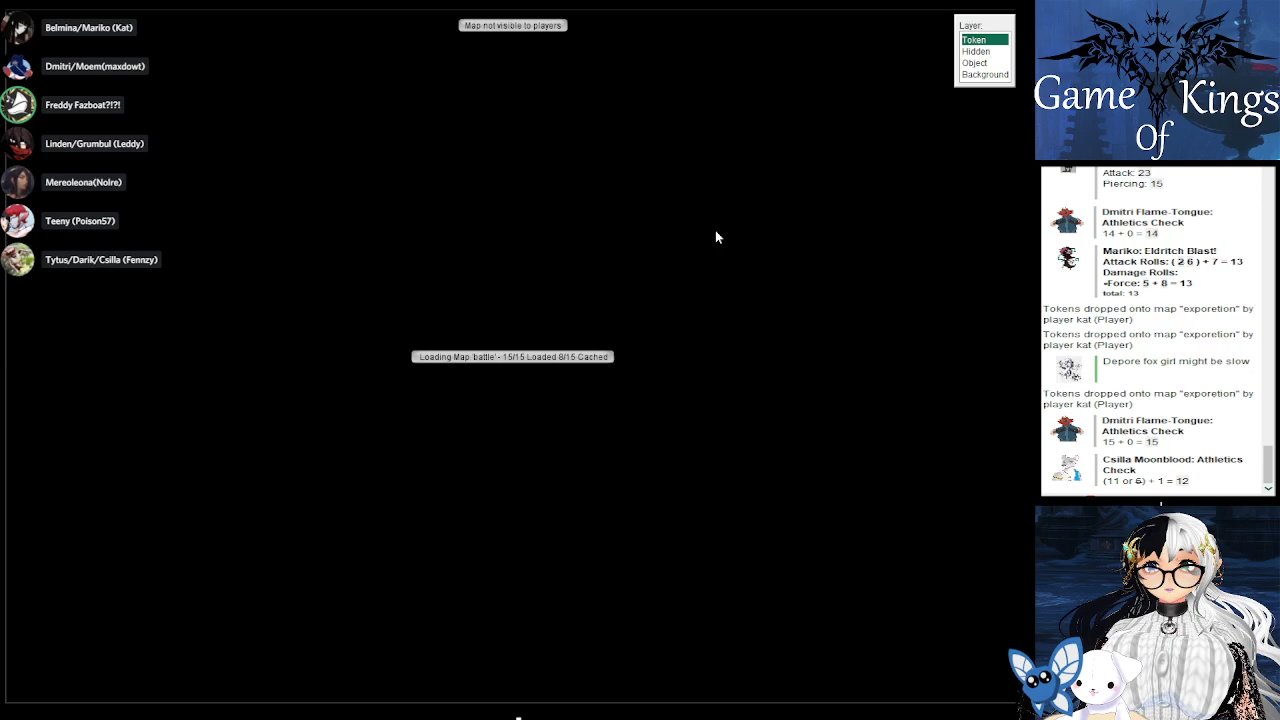 Belmina/Mariko (Kat)
Dmitri/Moem(maxdowt)
Freddy Fazboat?!?!
Linden/Grumbul (Leddy)
Mereoleona(Nolre)
Teeny (Poison57)
Tytus/Darik/Csilla (Fennzy)
Map not visible to players
Loading Map 'battle' - 15/15 Loaded 8/15 Cached
Layer:
Token
Hidden
Object
Background
Game Kings
Of
Attack: 23
Piercing: 15
Dmitri Flame-Tongue:
Athletics Check
14 + 0 = 14
Mariko: Eldritch Blast!
Attack Rolls: ( 2 6 ) + 7 = 13
Damage Rolls:
-Force: 5 + 8 = 13
total: 13
Tokens dropped onto map "exporetion" by
player kat (Player)
Tokens dropped onto map "exporetion" by
player kat (Player)
Depore fox girl might be slow
Tokens dropped onto map "exporetion" by
player kat (Player)
Dmitri Flame-Tongue:
Athletics Check
15 + 0 = 15
Csilla Moonblood: Athletics
Check
(11 or 5) + 1 = 12